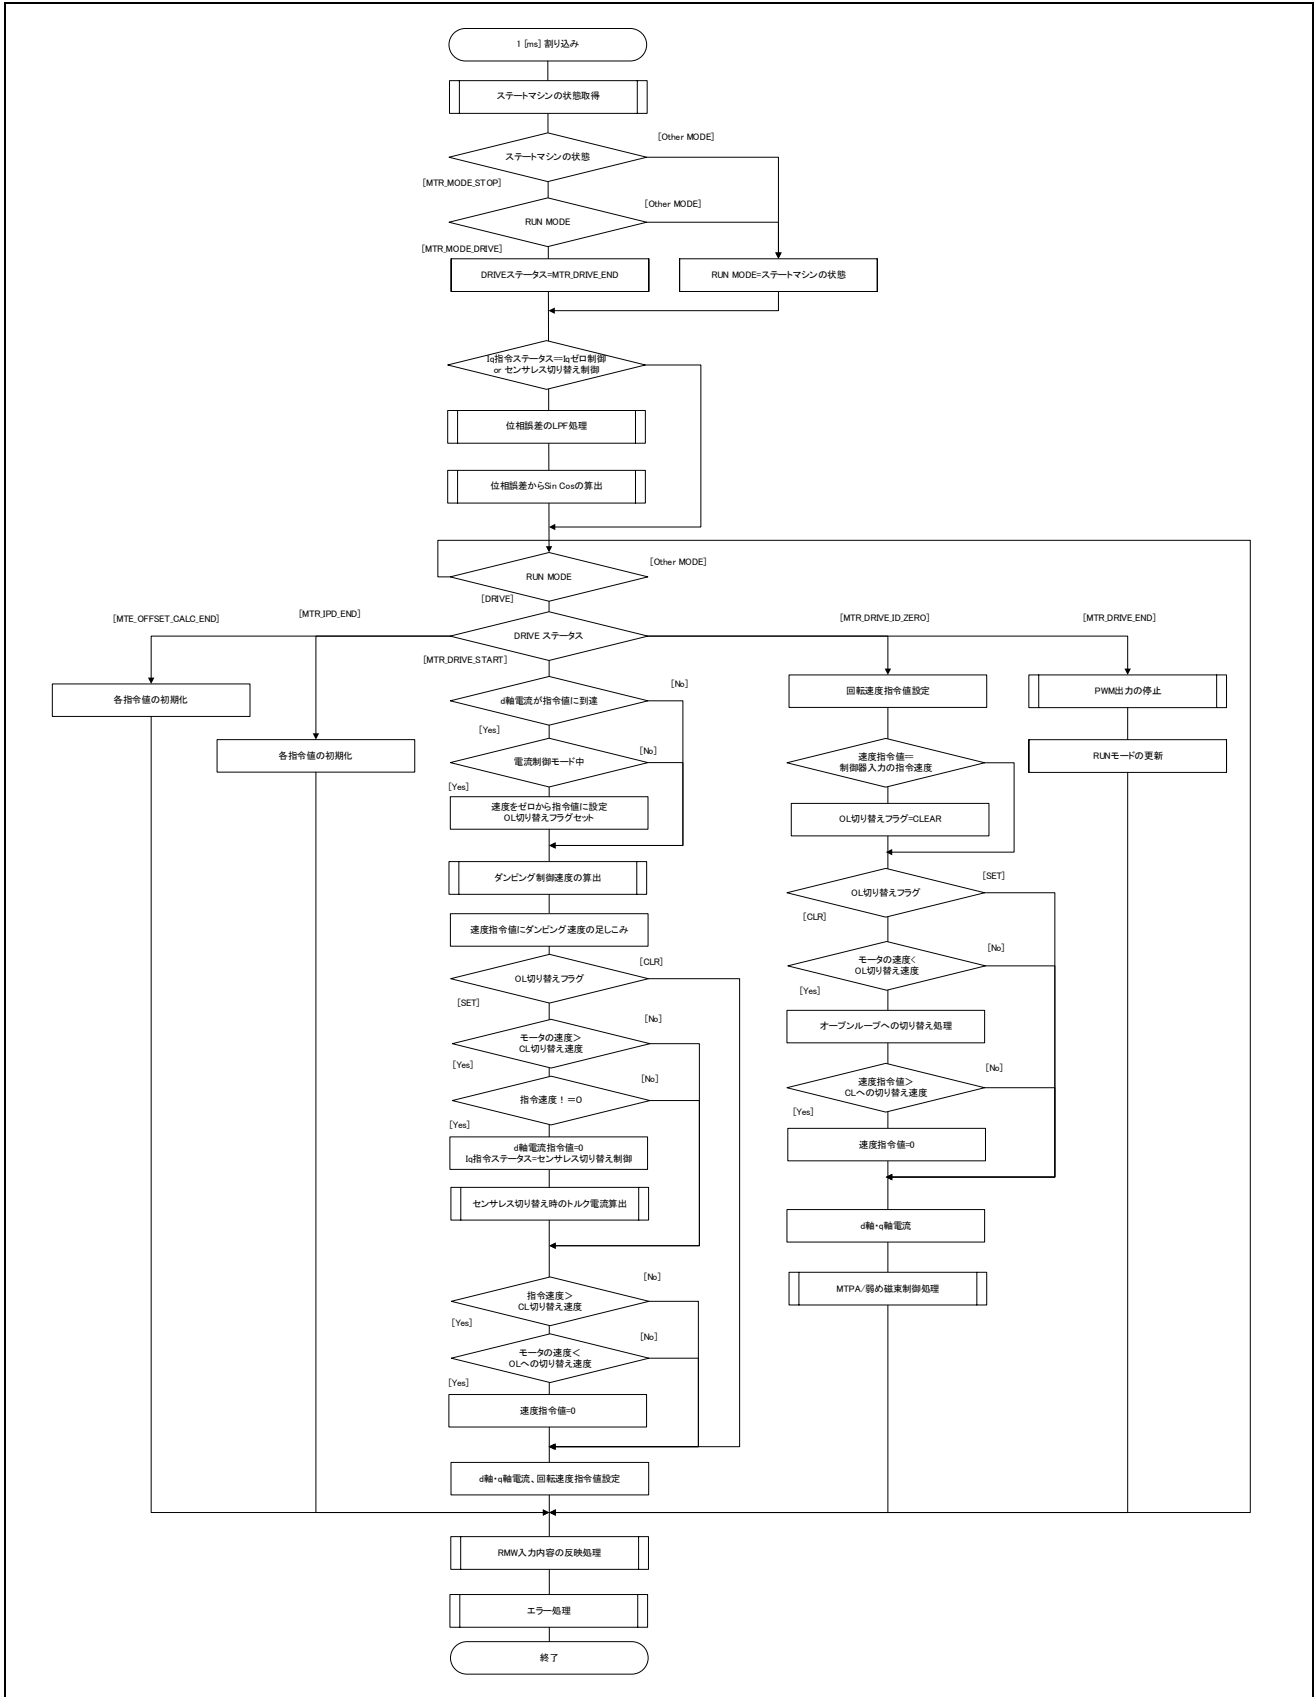 1 [ms] 割り込み
ステートマシンの状態取得
[Other MODE]
ステートマシンの状態
[MTR_MODE_STOP]
[Other MODE]
RUN MODE
[MTR_MODE_DRIVE]
DRIVEステータス=MTR_DRIVE_END
RUN MODE=ステートマシンの状態
Iq指令ステータス==Iqゼロ制御
or センサレス切り替え制御
位相誤差のLPF処理
位相誤差からSin Cosの算出
[Other MODE]
RUN MODE
[DRIVE]
[MTE_OFFSET_CALC_END]
[MTR_IPD_END]
[MTR_DRIVE_ID_ZERO]
[MTR_DRIVE_END]
DRIVE ステータス
[MTR_DRIVE_START]
各指令値の初期化
各指令値の初期化
[No]
d軸電流が指令値に到達
[Yes]
[No]
電流制御モード中
[Yes]
速度をゼロから指令値に設定
OL切り替えフラグセット
ダンピング制御速度の算出
速度指令値にダンピング速度の足しこみ
[CLR]
OL切り替えフラグ
[SET]
[No]
モータの速度>
CL切り替え速度
[Yes]
[No]
指令速度!=0
[Yes]
d軸電流指令値=0
Iq指令ステータス=センサレス切り替え制御
センサレス切り替え時のトルク電流算出
[No]
指令速度>
CL切り替え速度
[Yes]
[No]
モータの速度<
OLへの切り替え速度
[Yes]
速度指令値=0
d軸・q軸電流、回転速度指令値設定
回転速度指令値設定
速度指令値==
制御器入力の指令速度
OL切り替えフラグ=CLEAR
[SET]
OL切り替えフラグ
[CLR]
[No]
モータの速度<
OL切り替え速度
[Yes]
オープンループへの切り替え処理
[No]
速度指令値>
CLへの切り替え速度
[Yes]
速度指令値=0
d軸・q軸電流
MTPA/弱め磁束制御処理
PWM出力の停止
RUNモードの更新
RMW入力内容の反映処理
エラー処理
終了